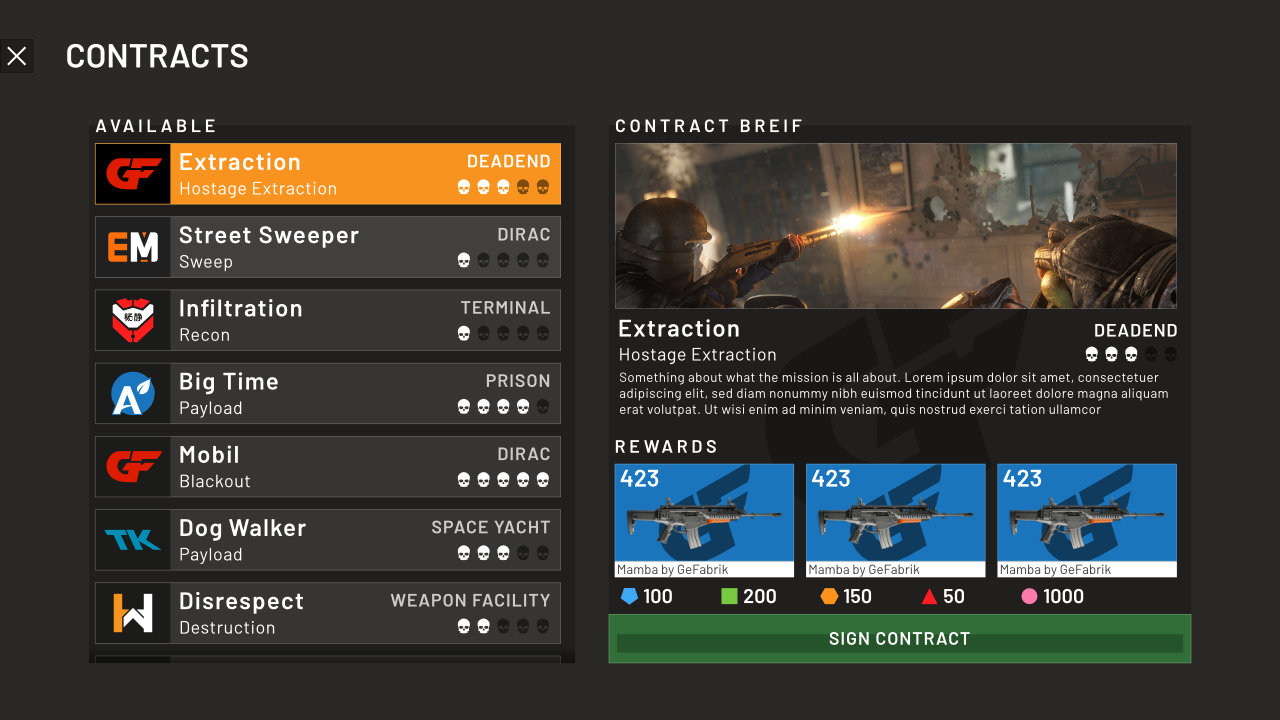 CONTRACTS
AVAILABLE
GF
Extraction
DEADEND
Hostage Extraction
EM
Street Sweeper
DIRAC
Sweep
Infiltration
TERMINAL
Recon
A
Big Time
PRISON
Payload
GF
Mobil
DIRAC
Blackout
TK
Dog Walker
SPACE YACHT
Payload
H
Disrespect
WEAPON FACILITY
Destruction
CONTRACT BREIF
Extraction
DEADEND
Hostage Extraction
Something about what the mission is all about. Lorem ipsum dolor sit amet, consectetuer
adipiscing elit, sed diam nonummy nibh euismod tincidunt ut laoreet dolore magna aliquam
erat volutpat. Ut wisi enim ad minim veniam, quis nostrud exerci tation ullamcor
REWARDS
423
423
423
Mamba by GeFabrik
Mamba by GeFabrik
Mamba by GeFabrik
100
200
150
50
1000
SIGN CONTRACT